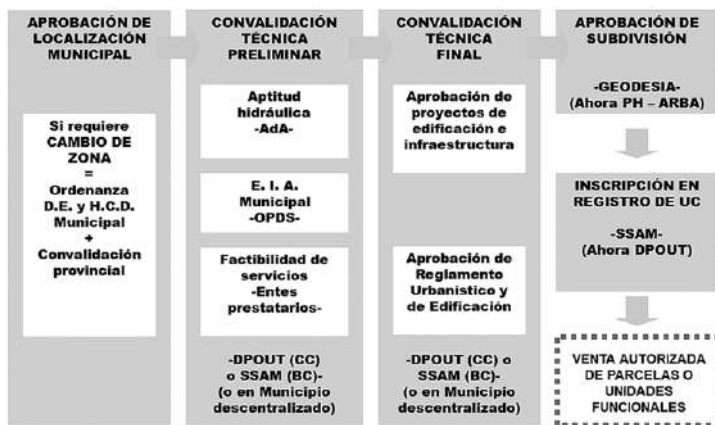 APROBACIÓN DE
LOCALIZACIÓN
MUNICIPAL
Si requiere
CAMBIO DE
ZONA
=
Ordenanza
D.E. y H.C.D.
Municipal
+
Convalidación
provincial
CONVALIDACIÓN
TÉCNICA
PRELIMINAR
Aptitud
hidráulica
-AdA-
E. I. A.
Municipal
-OPDS-
Factibilidad de
servicios
-Entes
prestatarios-
-DPOUT (CC)
o SSAM (BC)-
(o en Municipio
descentralizado)
CONVALIDACIÓN
TÉCNICA
FINAL
Aprobación de
proyectos de
edificación e
infraestructura
Aprobación de
Reglamento
Urbanístico y
de Edificación
-DPOUT (CC) o
SSAM (BC)-
(o en Municipio
descentralizado)
APROBACIÓN DE
SUBDIVISIÓN
-GEODESIA-
(Ahora PH – ARBA)
INSCRIPCIÓN EN
REGISTRO DE UC
-SSAM-
(Ahora DPOUT)
VENTA AUTORIZADA
DE PARCELAS O
UNIDADES
FUNCIONALES